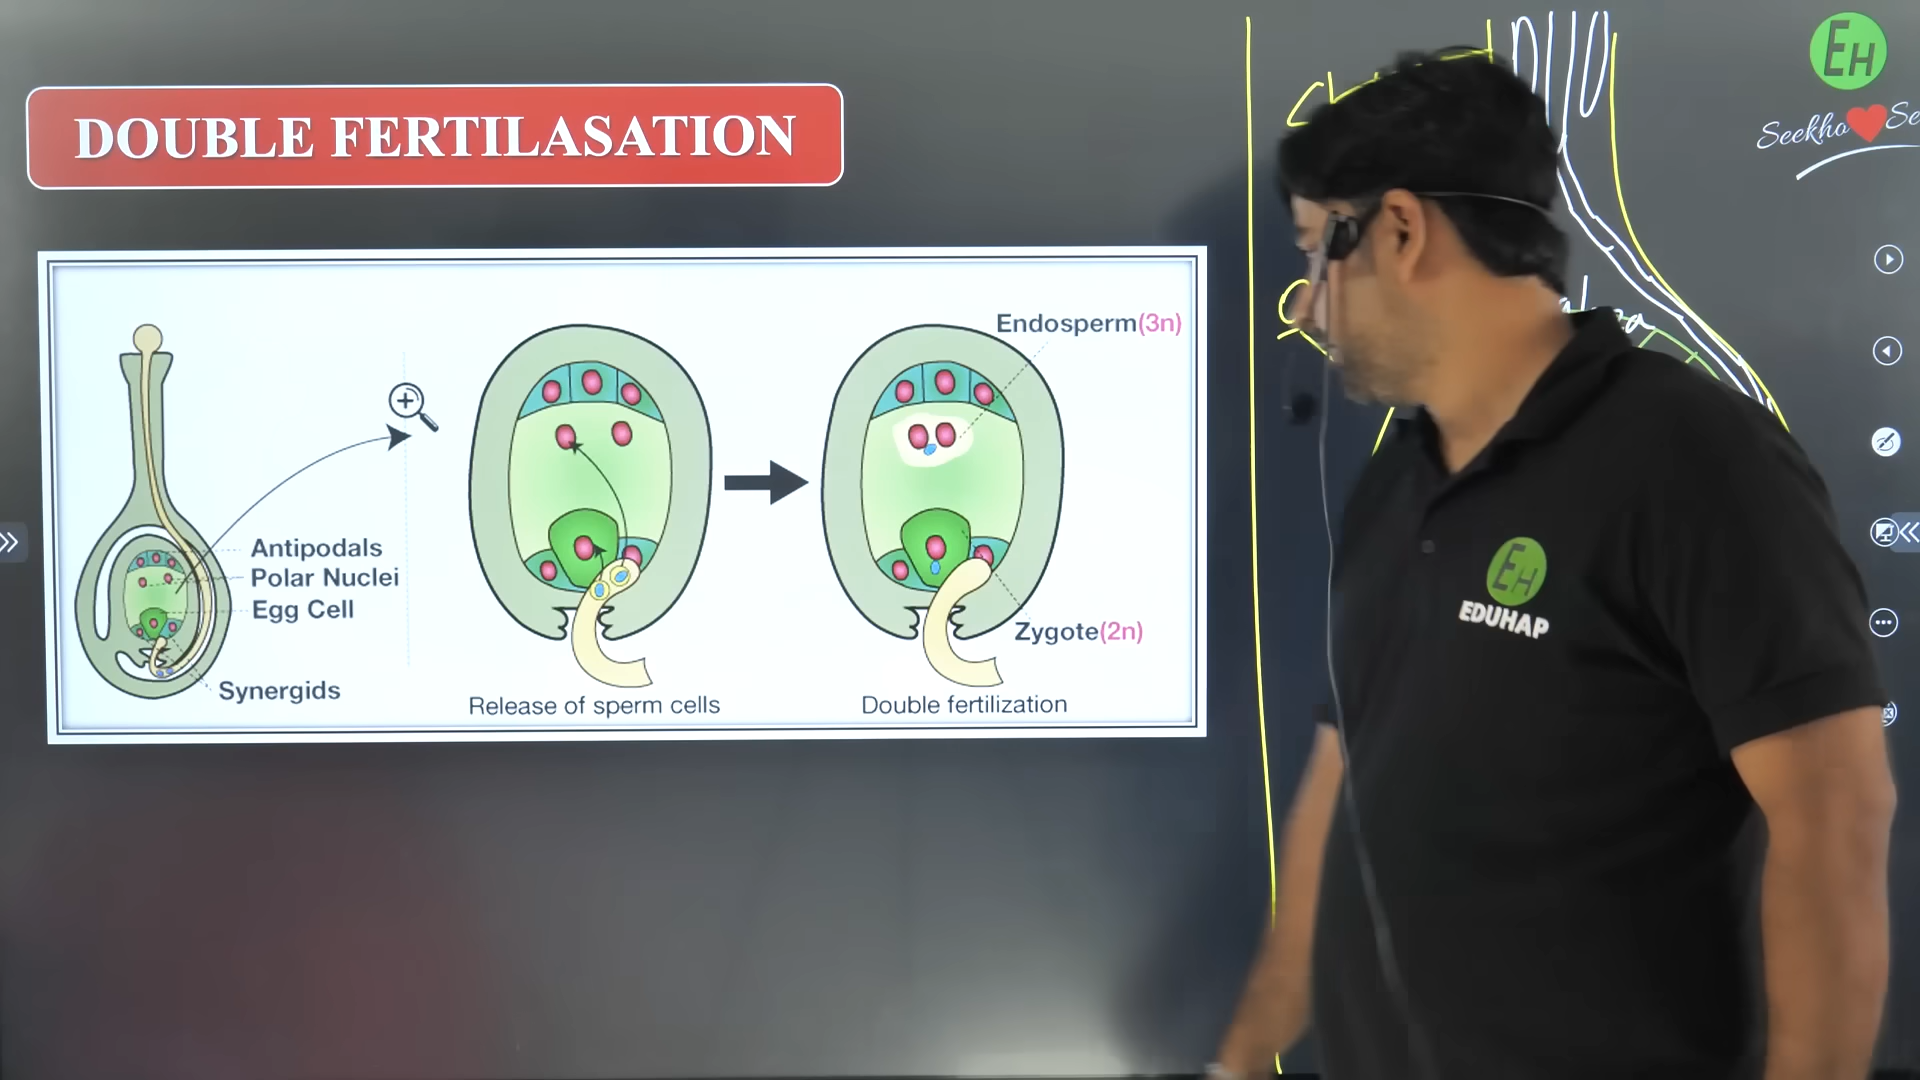 DOUBLE FERTILASATION
Antipodals
Polar Nuclei
Egg Cell
Synergids
Release of sperm cells
Endosperm(3n)
Zygote(2n)
Double fertilization
EH
Seekho
EH
EDUHAP